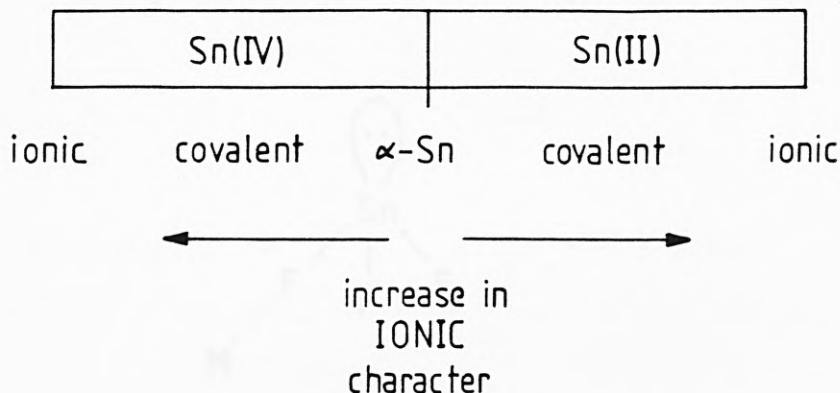 Sn(IV) Sn(II)
ionic covalent α-Sn covalent ionic
increase in
IONIC
character